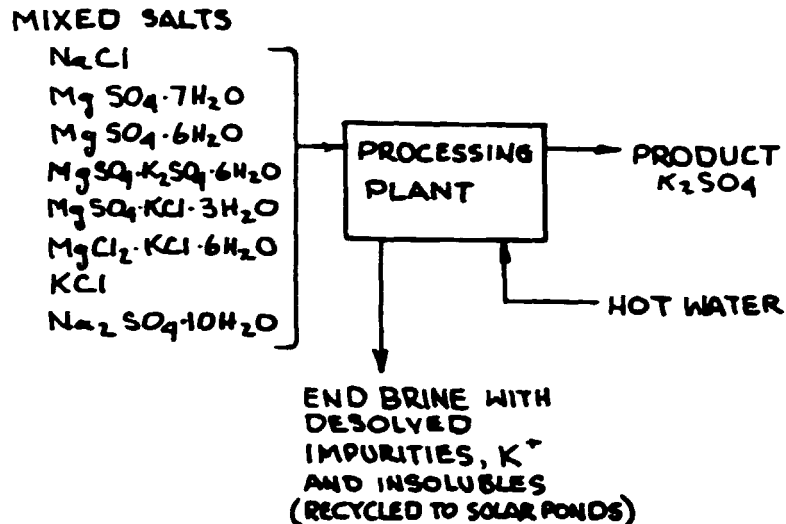 MIXED SALTS
NaCl
MgSO4·7H2O
MgSO4·6H2O
MgSO4·K2SO4·6H2O
MgSO4·KCl·3H2O
MgCl2·KCl·6H2O
KCl
Na2SO4·10H2O
PROCESSING
PLANT
PRODUCT
K2SO4
HOT WATER
END BRINE WITH
DESOLVED
IMPURITIES, K+
AND INSOLUBLES
(RECYCLED TO SOLAR PONDS)